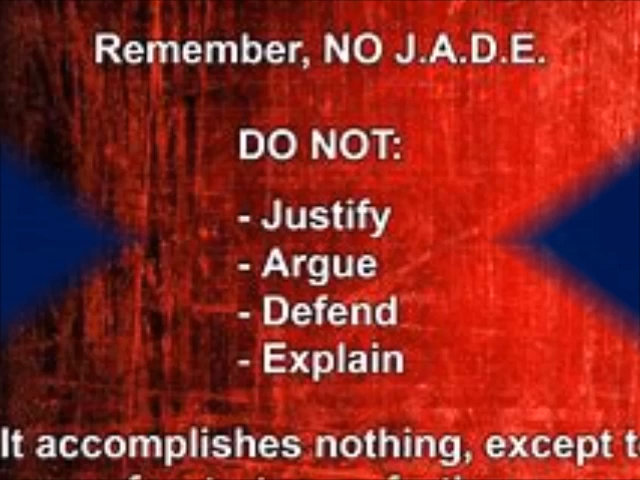 Remember, NO J.A.D.E.
DO NOT:
- Justify
- Argue
- Defend
- Explain
It accomplishes nothing, except